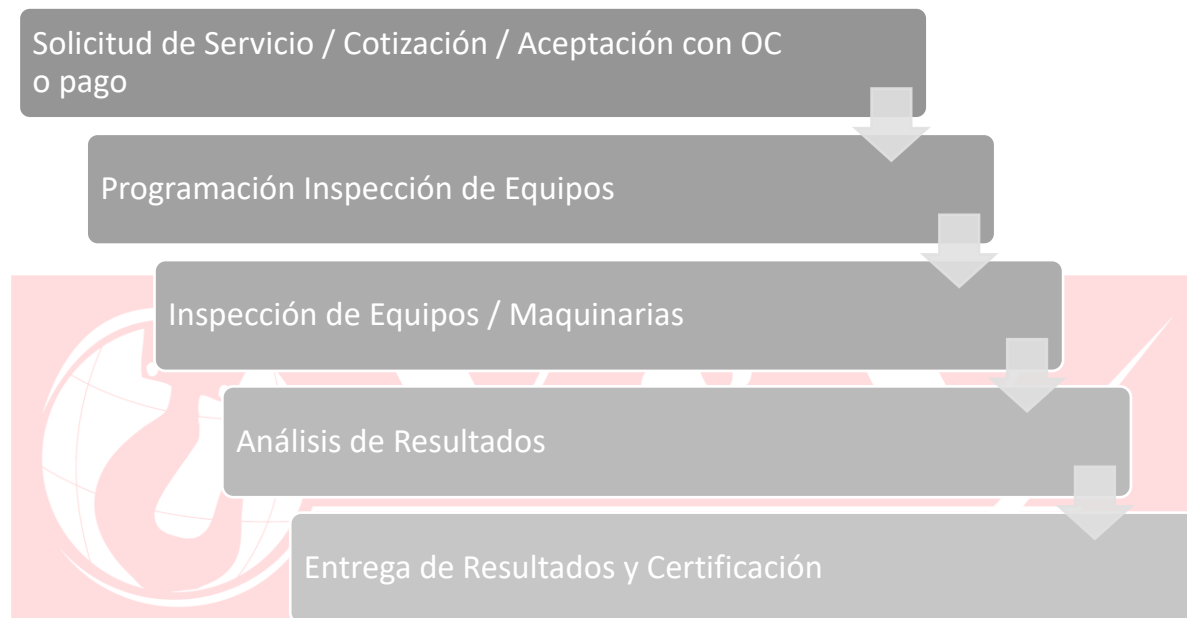 Solicitud de Servicio / Cotización / Aceptación con OC
o pago
Programación Inspección de Equipos
Inspección de Equipos / Maquinarias
Análisis de Resultados
Entrega de Resultados y Certificación